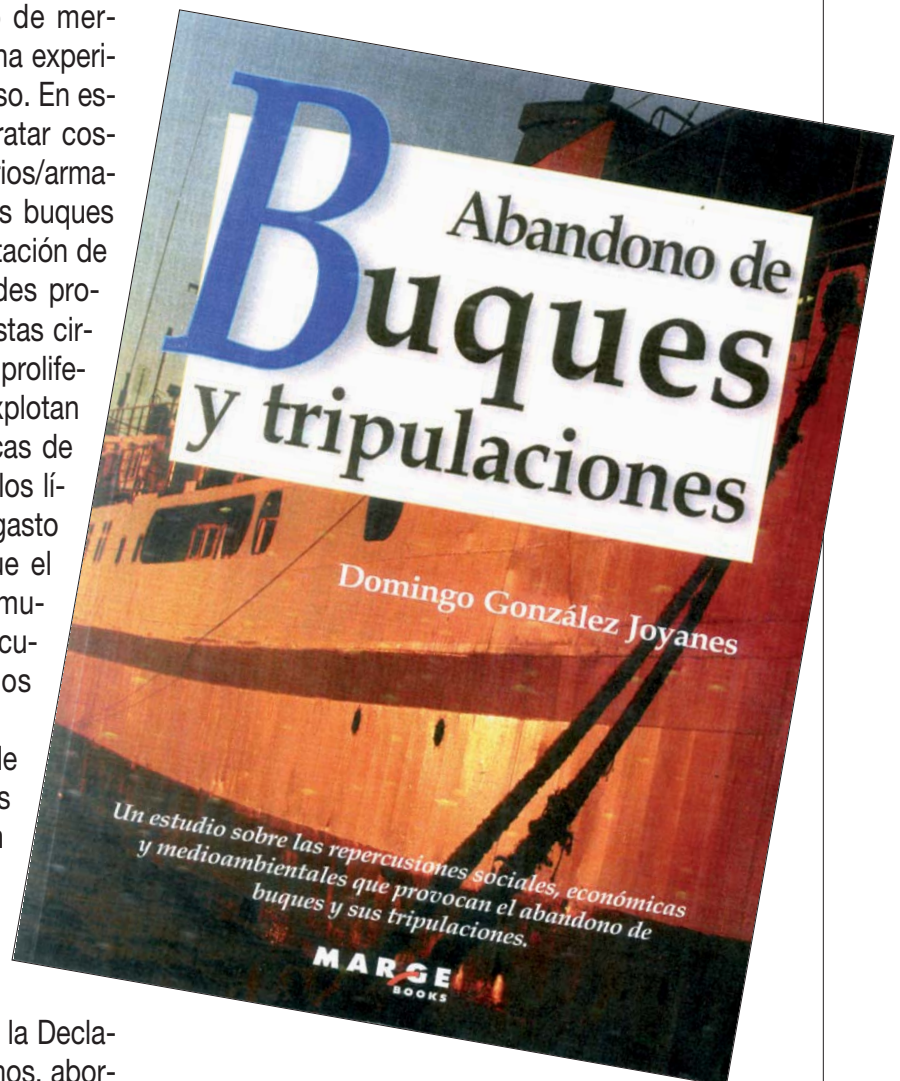 de mer-
na experi-
so. En es-
ratar cos-
rios/arma-
s buques
tación de
des pro-
stas cir-
prolife-
xplotan
cas de
los lí-
gasto
ue el
mu-
cu-
os
de
s
la Decla-
nos, abor-
Abandono de
Buques
y tripulaciones
Domingo González Joyanes
Un estudio sobre las repercusiones sociales, económicas
y medioambientales que provocan el abandono de
buques y sus tripulaciones.
MARGE
BOOKS